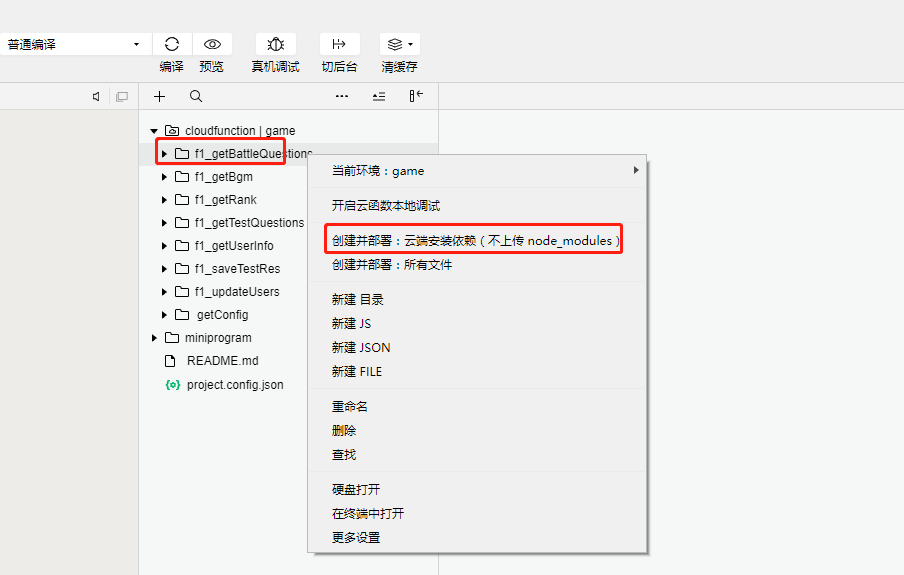 普通编译
编译 预览 真机调试 切后台 清缓存
cloudfunction | game
f1_getBattleQuestions
f1_getBgm
f1_getRank
f1_getTestQuestions
f1_getUserInfo
f1_saveTestRes
f1_updateUsers
getConfig
miniprogram
README.md
{o} project.config.json
当前环境：game
开启云函数本地调试
创建并部署：云端安装依赖（不上传 node_modules）
创建并部署：所有文件
新建 目录
新建 JS
新建 JSON
新建 FILE
重命名
删除
查找
硬盘打开
在终端中打开
更多设置